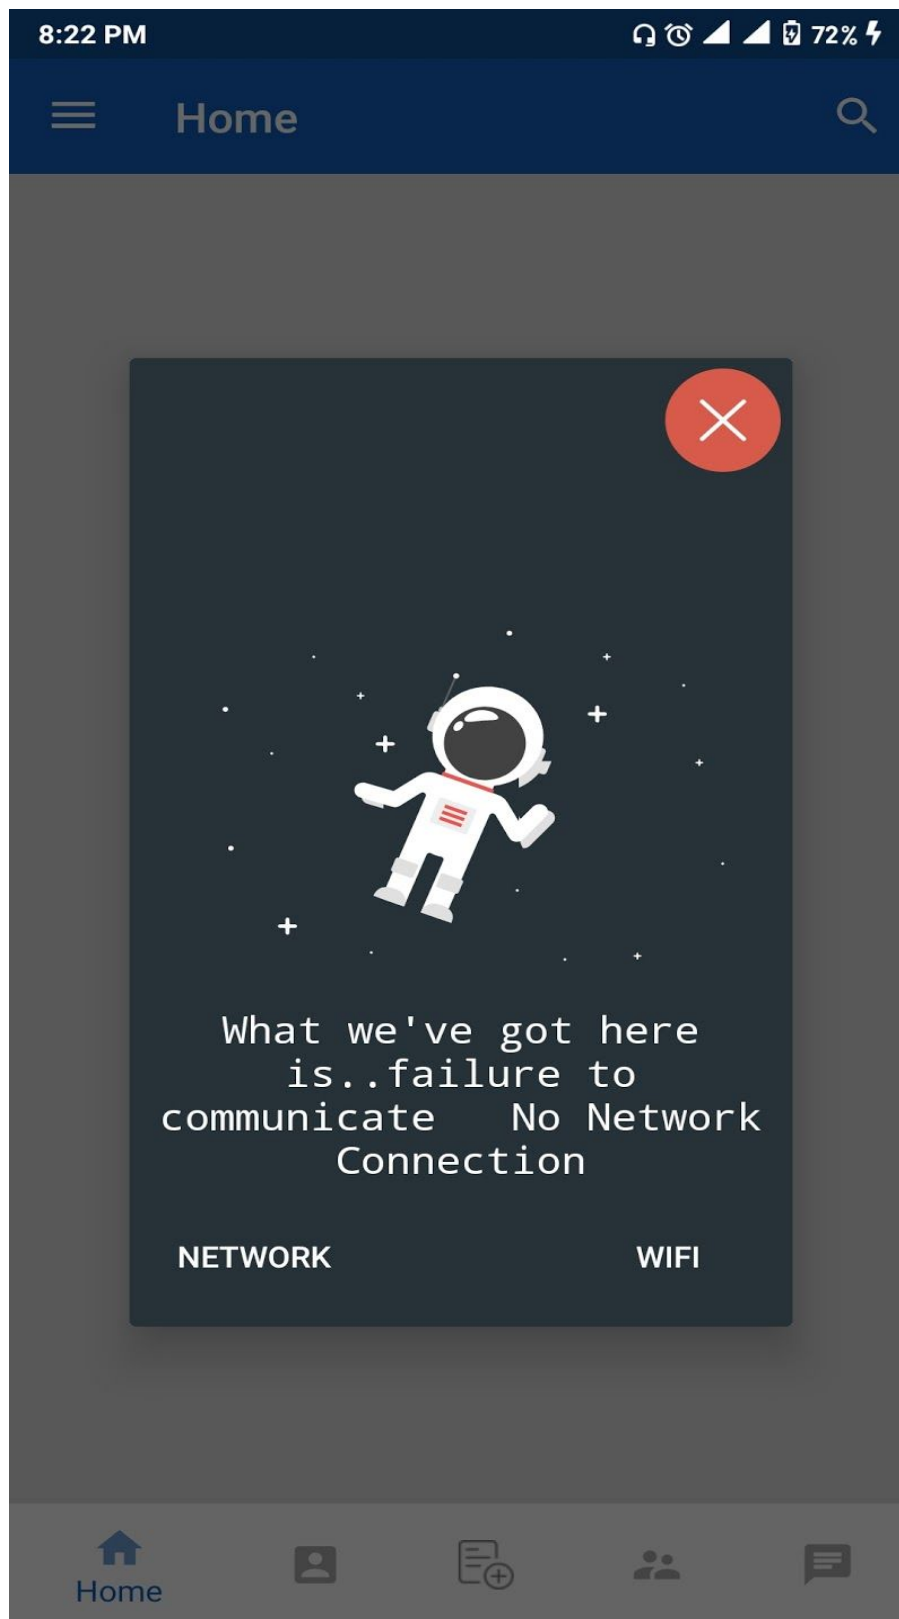 8:22 PM 72%
Home
What we've got here
is..failure to
communicate   No Network
Connection
NETWORK WIFI
Home